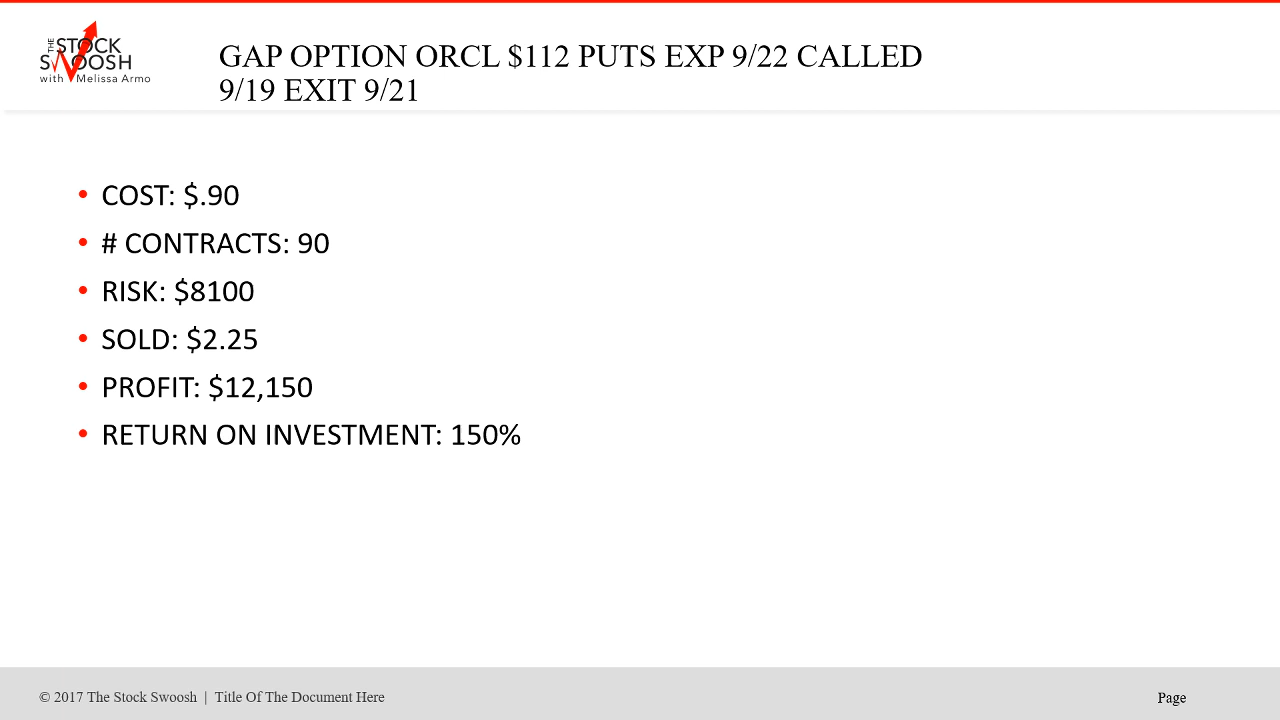 THE
STOCK
SWOOSH
with Melissa Armo
GAP OPTION ORCL $112 PUTS EXP 9/22 CALLED
9/19 EXIT 9/21
• COST: $.90
• # CONTRACTS: 90
• RISK: $8100
• SOLD: $2.25
• PROFIT: $12,150
• RETURN ON INVESTMENT: 150%
© 2017 The Stock Swoosh | Title Of The Document Here
Page